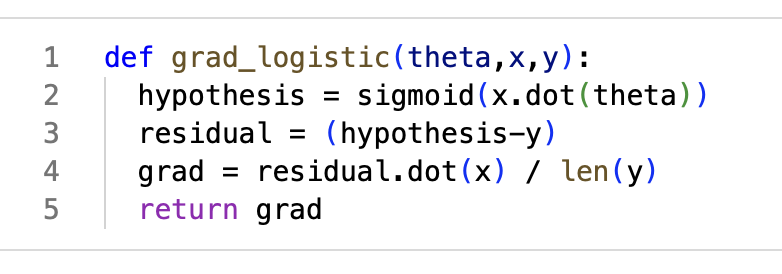 1 def grad_logistic(theta,x,y):
2 hypothesis = sigmoid(x.dot(theta))
3 residual = (hypothesis-y)
4 grad = residual.dot(x) / len(y)
5 return grad